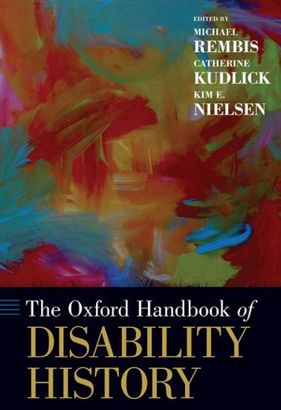 EDITED BY
MICHAEL
REMBIS
CATHERINE
KUDLICK
KIM E.
NIELSEN
The Oxford Handbook of
DISABILITY
HISTORY